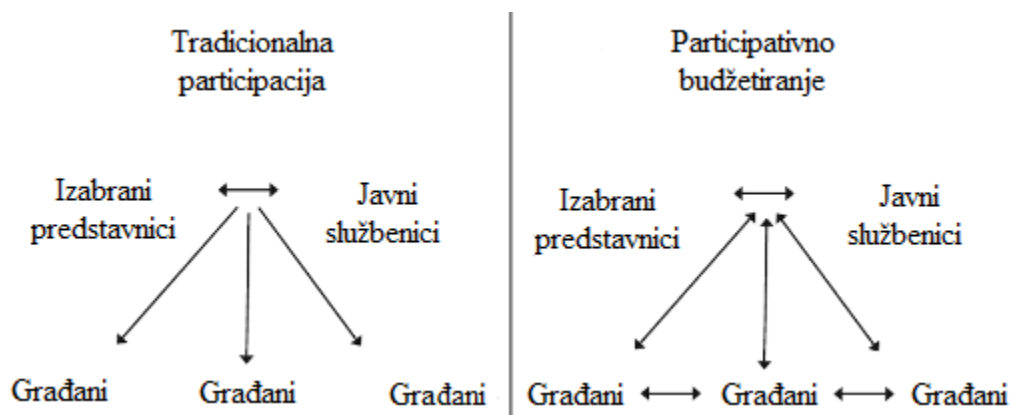 Tradicionalna
participacija
Izabrani
predstavnici
Javni
službenici
Građani
Građani
Građani
Participativno
budžetiranje
Izabrani
predstavnici
Javni
službenici
Građani
Građani
Građani